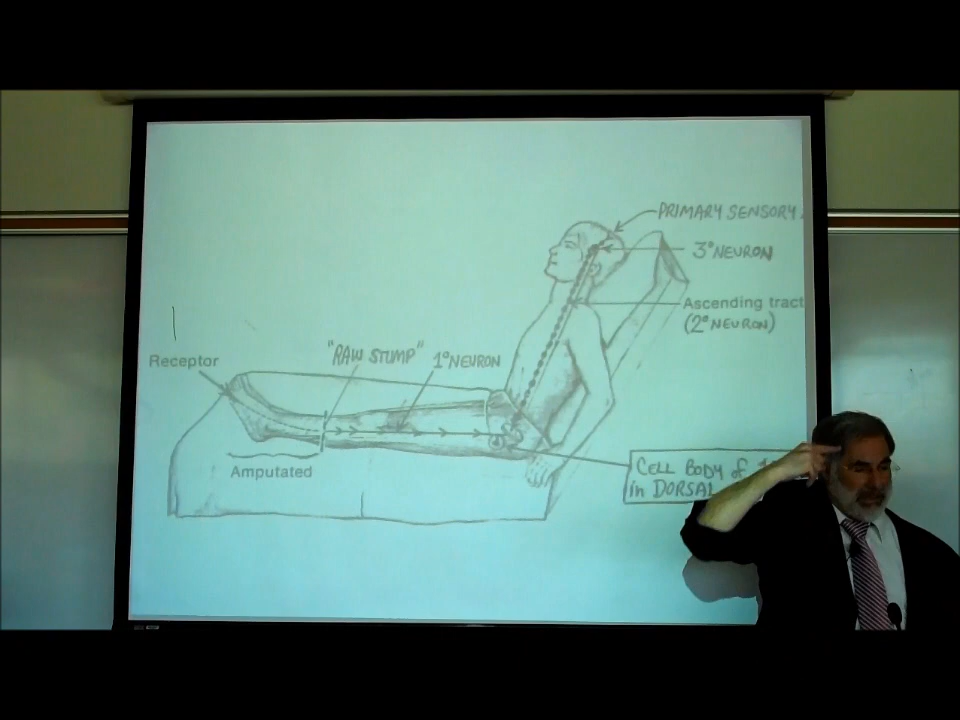 PRIMARY SENSORY
3° NEURON
Ascending tract
(2° NEURON)
"RAW STUMP"
1° NEURON
Receptor
Amputated
CELL BODY of
in DORSAL